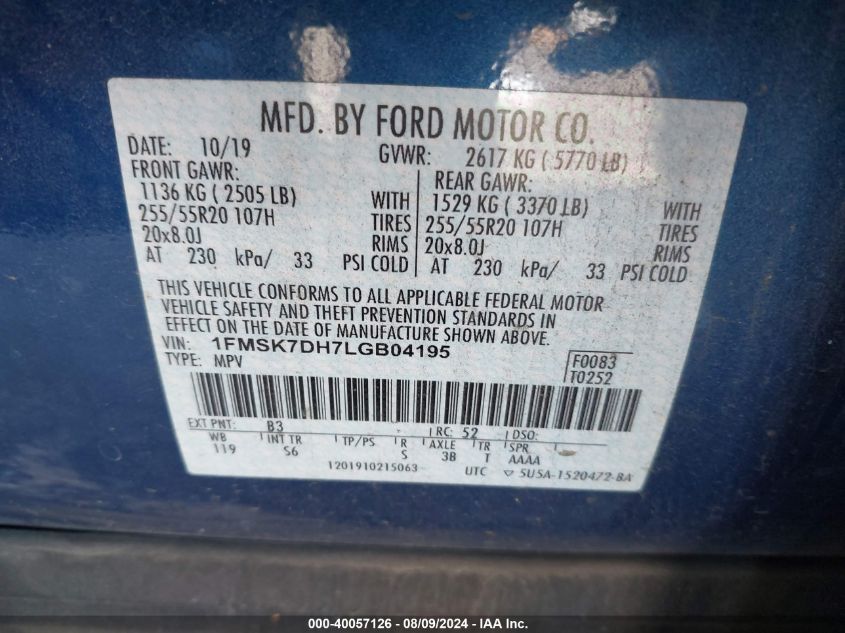 MFD. BY FORD MOTOR CO.
DATE: 10/19 GVWR: 2617 KG ( 5770 LB)
FRONT GAWR: REAR GAWR:
1136 KG ( 2505 LB) WITH 1529 KG ( 3370 LB) WITH
255/55R20 107H TIRES 255/55R20 107H TIRES
20x8.0J RIMS 20x8.0J RIMS
AT 230 kPa/ 33 PSI COLD AT 230 kPa/ 33 PSI COLD
THIS VEHICLE CONFORMS TO ALL APPLICABLE FEDERAL MOTOR
VEHICLE SAFETY AND THEFT PREVENTION STANDARDS IN
EFFECT ON THE DATE OF MANUFACTURE SHOWN ABOVE.
VIN: 1FMSK7DH7LGB04195
TYPE: MPV F0083
T0252
EXT PNT: B3 RC: 52 DSO:
WB INT TR TP/PS R AXLE TR SPR
119 S6 S 3B T AAAA
1201910215063 UTC ▽ 5U5A-1520472-BA
000-40057126 - 08/09/2024 - © IAA Inc.